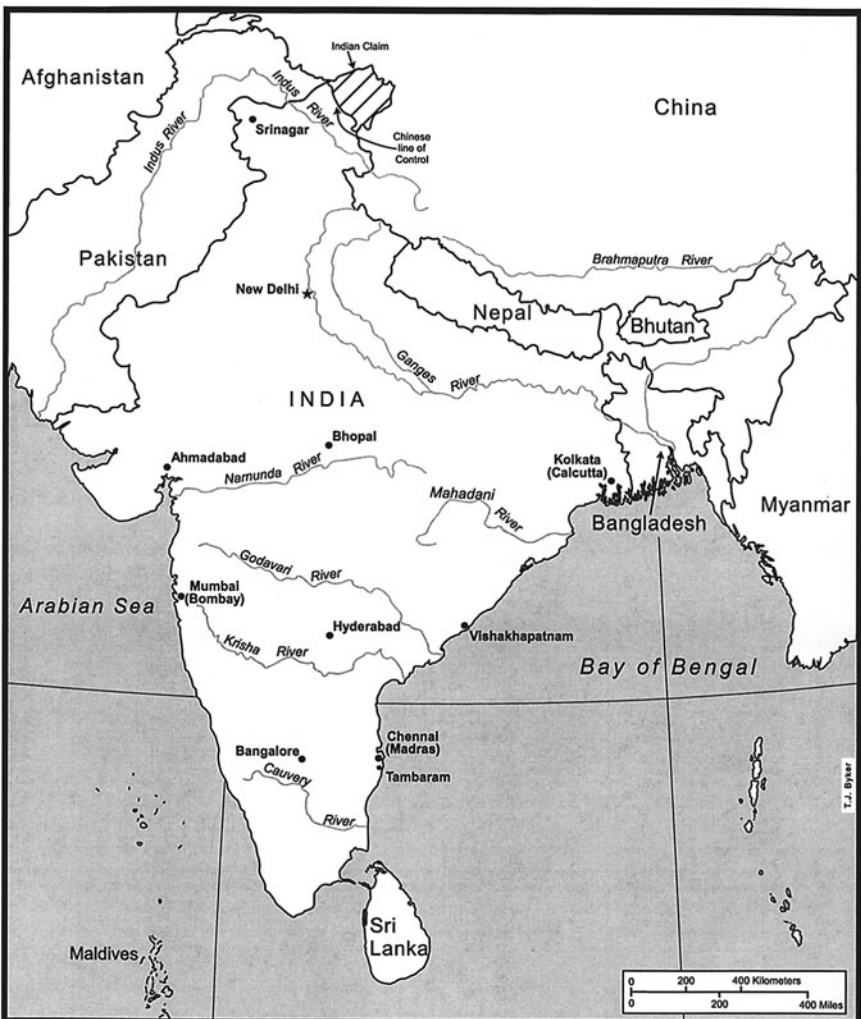 Indian Claim
Afghanistan
Indus
River
China
Srinagar
Chinese
line of
Control
Indus River
Pakistan
Brahmaputra River
New Delhi
Nepal
Bhutan
Ganges
River
INDIA
Bhopal
Ahmadabad
Kolkata
(Calcutta)
Namunda River
Mahadani
River
Bangladesh
Myanmar
Godavari River
Mumbai
(Bombay)
Arabian Sea
Hyderabad
Vishakhapatnam
Krisha River
Bay of Bengal
Chennal
(Madras)
Bangalore
Tambaram
Cauvery
River
T.J. Byker
Sri
Lanka
Maldives
0 200 400 Kilometers
0 200 400 Miles